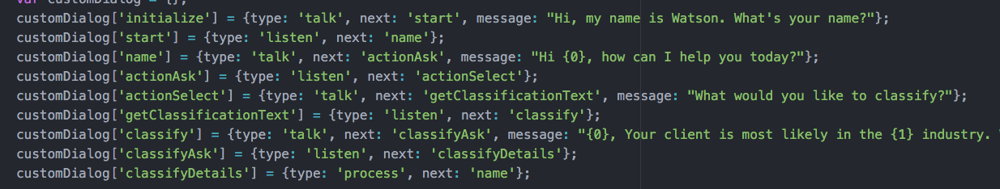 var customDialog = {};
customDialog['initialize'] = {type: 'talk', next: 'start', message: "Hi, my name is Watson. What's your name?"};
customDialog['start'] = {type: 'listen', next: 'name'};
customDialog['name'] = {type: 'talk', next: 'actionAsk', message: "Hi {0}, how can I help you today?"};
customDialog['actionAsk'] = {type: 'listen', next: 'actionSelect'};
customDialog['actionSelect'] = {type: 'talk', next: 'getClassificationText', message: "What would you like to classify?"};
customDialog['getClassificationText'] = {type: 'listen', next: 'classify'};
customDialog['classify'] = {type: 'talk', next: 'classifyAsk', message: "{0}, Your client is most likely in the {1} industry.
customDialog['classifyAsk'] = {type: 'listen', next: 'classifyDetails'};
customDialog['classifyDetails'] = {type: 'process', next: 'name'};